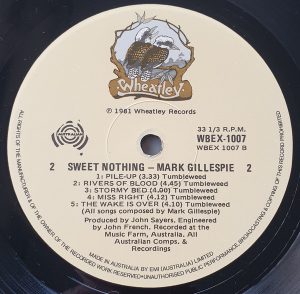 Wheatley
℗ 1981 Wheatley Records
33 1/3 R.P.M.
WBEX-1007
WBEX 1007 B
2 SWEET NOTHING – MARK GILLESPIE 2
1: PILE-UP (3.33) Tumbleweed
2: RIVERS OF BLOOD (4.45) Tumbleweed
3: STORMY BED (4.00) Tumbleweed
4: MISS RIGHT (4.12) Tumbleweed
5: THE WAKE IS OVER (4.10) Tumbleweed
(All songs composed by Mark Gillespie)
Produced by John Sayers. Engineered
by John French. Recorded at the
Music Farm, Australia. All
Australian Comps. &
Recordings
ALL RIGHTS OF THE MANUFACTURER & OF THE OWNER OF THE RECORDED WORK RESERVED•UNAUTHORISED PUBLIC PERFORMANCE BROADCASTING & COPYING OF THIS RECORD PROHIBITED
MADE IN AUSTRALIA BY EMI (AUSTRALIA) LIMITED